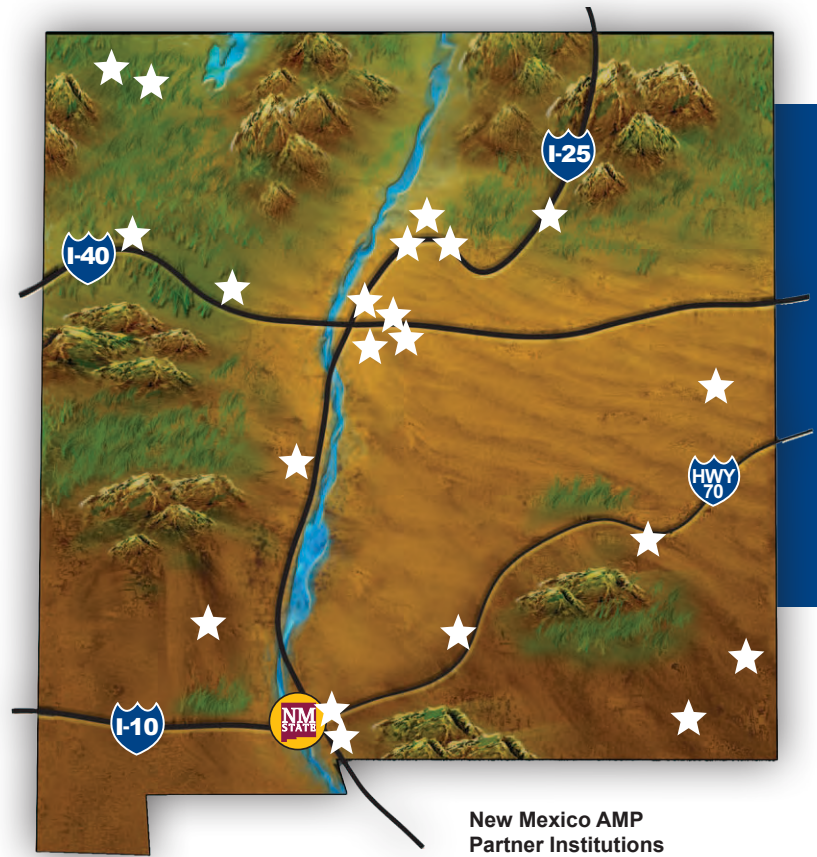 I-25
I-40
HWY
70
NM
STATE
I-10
New Mexico AMP
Partner Institutions